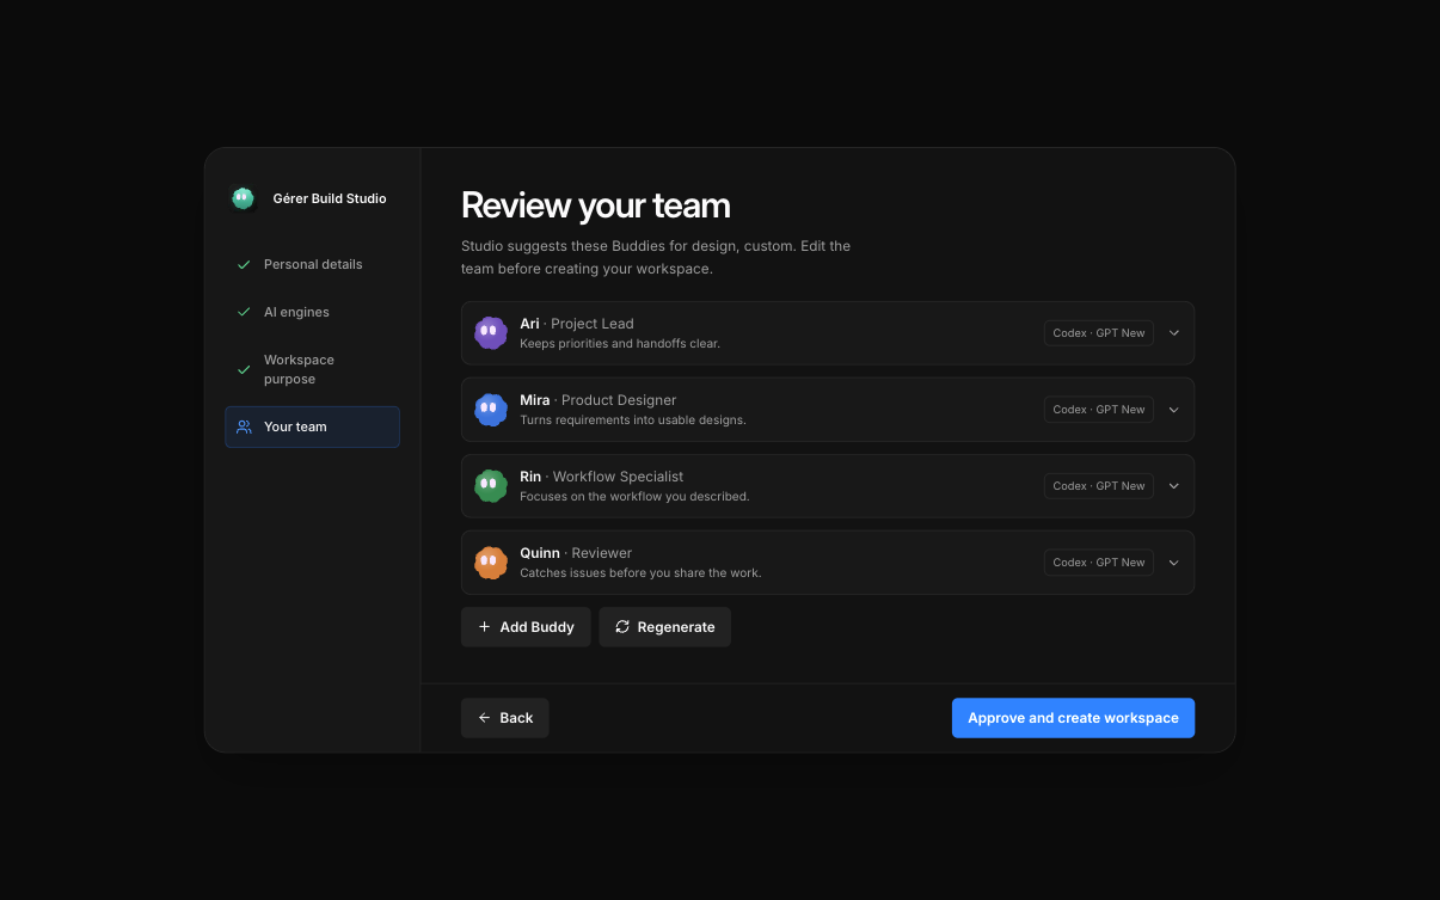 Gérer Build Studio
Personal details
AI engines
Workspace
purpose
Your team
Review your team
Studio suggests these Buddies for design, custom. Edit the
team before creating your workspace.
Ari · Project Lead
Keeps priorities and handoffs clear.
Codex · GPT New
Mira · Product Designer
Turns requirements into usable designs.
Codex · GPT New
Rin · Workflow Specialist
Focuses on the workflow you described.
Codex · GPT New
Quinn · Reviewer
Catches issues before you share the work.
Codex · GPT New
Add Buddy
Regenerate
Back
Approve and create workspace